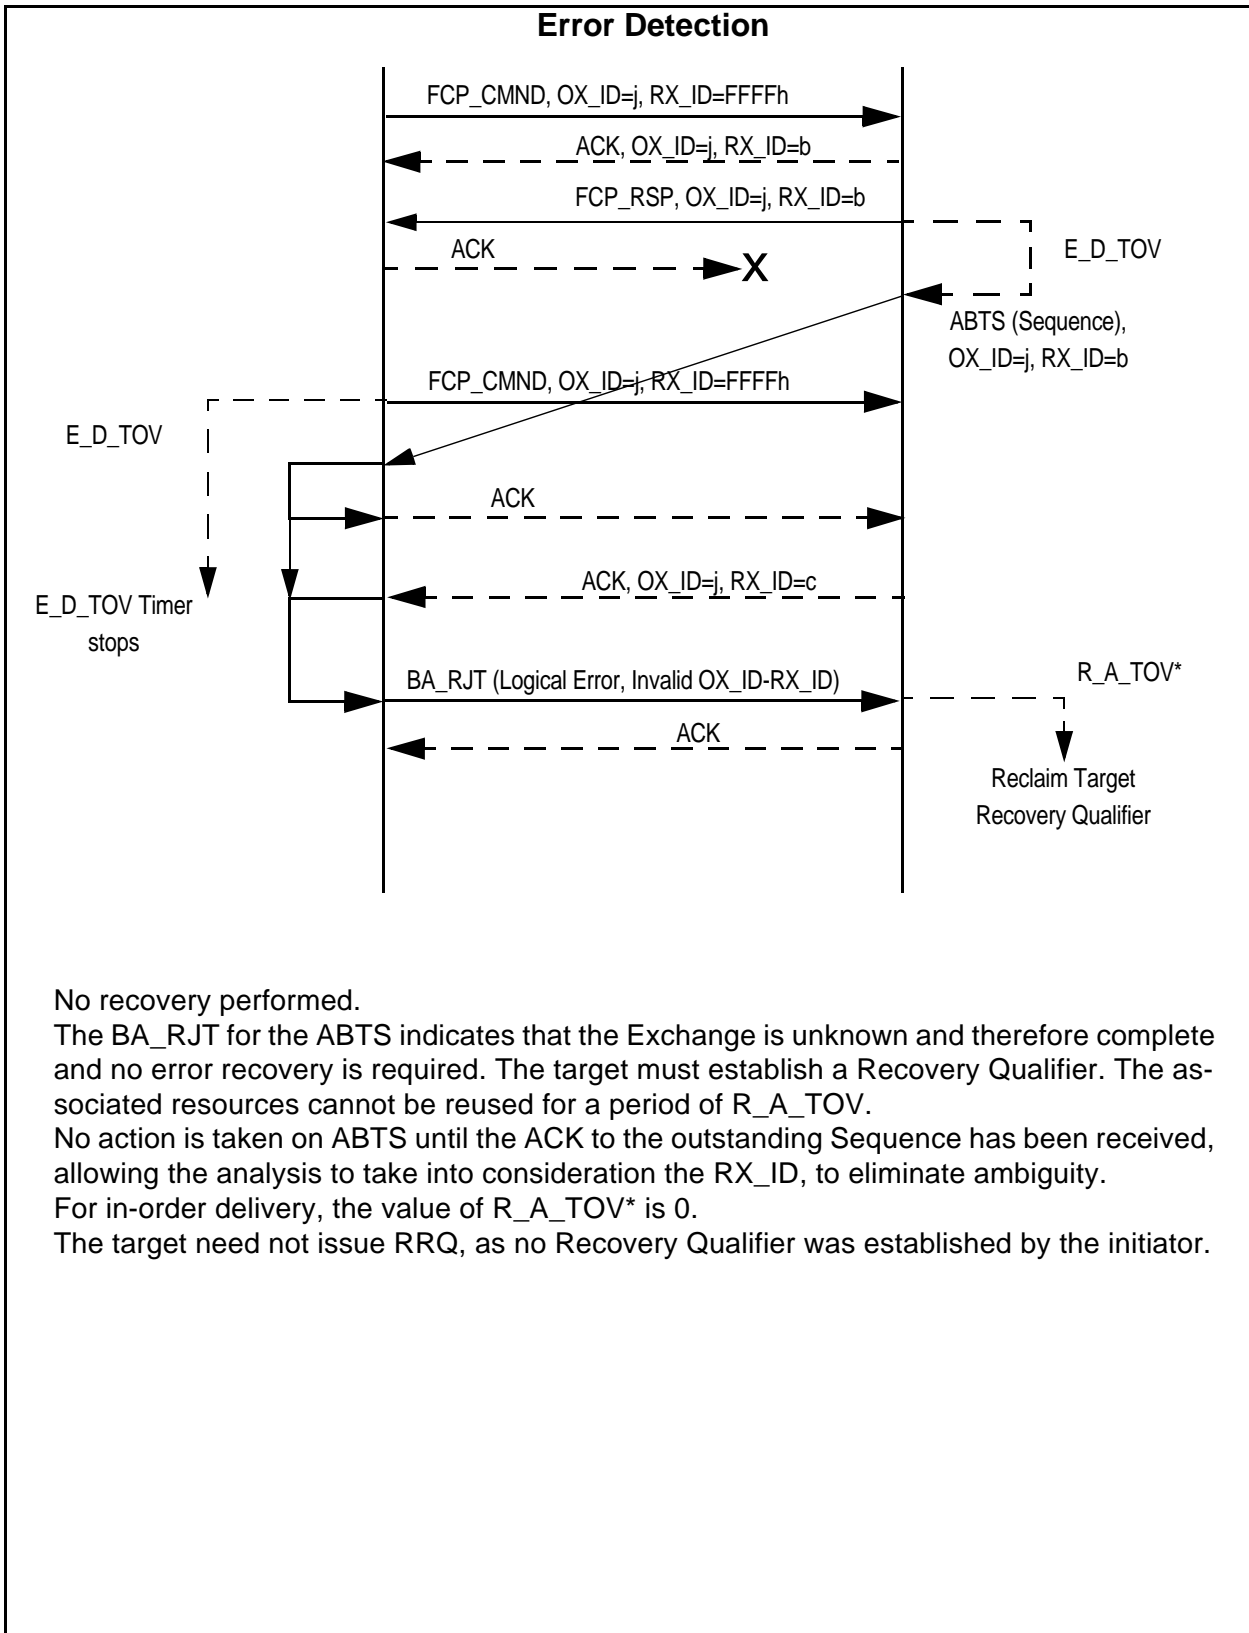 Error Detection
FCP_CMND, OX_ID=j, RX_ID=FFFFh
ACK, OX_ID=j, RX_ID=b
FCP_RSP, OX_ID=j, RX_ID=b
ACK
X
E_D_TOV
ABTS (Sequence),
OX_ID=j, RX_ID=b
FCP_CMND, OX_ID=j, RX_ID=FFFFh
E_D_TOV
ACK
ACK, OX_ID=j, RX_ID=c
E_D_TOV Timer
stops
BA_RJT (Logical Error, Invalid OX_ID-RX_ID)
R_A_TOV*
ACK
Reclaim Target
Recovery Qualifier
No recovery performed.
The BA_RJT for the ABTS indicates that the Exchange is unknown and therefore complete
and no error recovery is required. The target must establish a Recovery Qualifier. The as-
sociated resources cannot be reused for a period of R_A_TOV.
No action is taken on ABTS until the ACK to the outstanding Sequence has been received,
allowing the analysis to take into consideration the RX_ID, to eliminate ambiguity.
For in-order delivery, the value of R_A_TOV* is 0.
The target need not issue RRQ, as no Recovery Qualifier was established by the initiator.